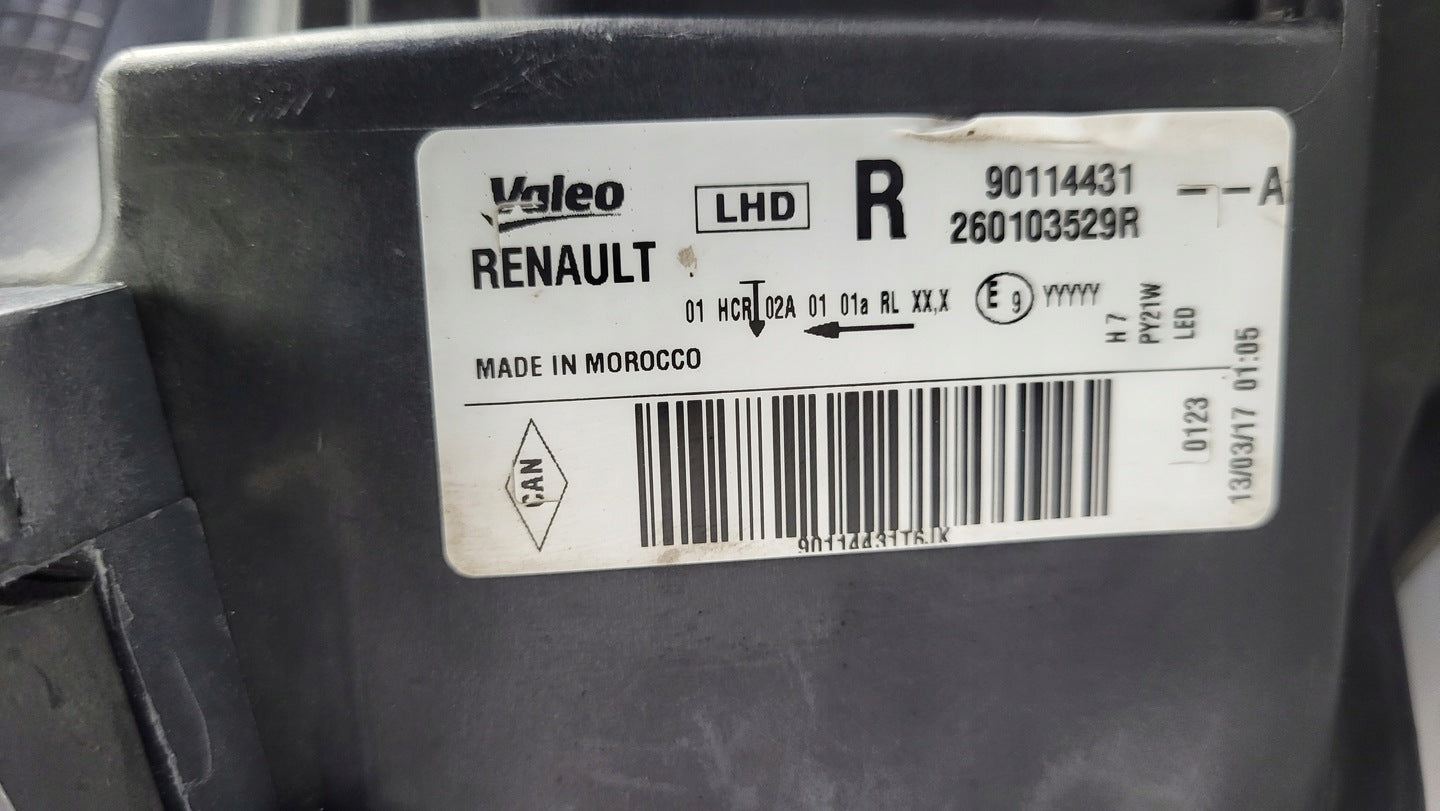 Valeo
RENAULT
LHD
R
90114431
260103529R
— — A
01 HCR 02A 01 01a RL XX,X
E 9
YYYYY
H 7
PY21W
LED
MADE IN MOROCCO
CAN
90114431T6JX
0123
13/03/17 01:05